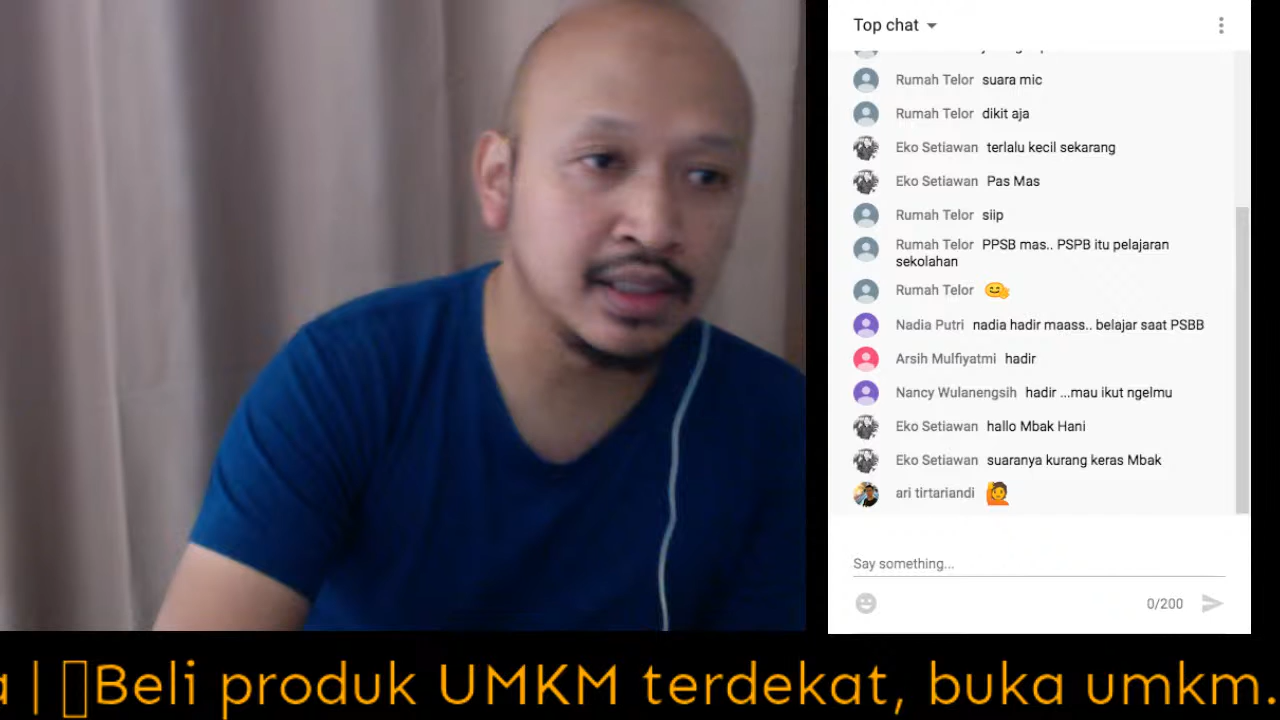 Top chat
Rumah Telor suara mic
Rumah Telor dikit aja
Eko Setiawan terlalu kecil sekarang
Eko Setiawan Pas Mas
Rumah Telor siip
Rumah Telor PPSB mas.. PSPB itu pelajaran
sekolahan
Rumah Telor 
Nadia Putri nadia hadir maass.. belajar saat PSBB
Arsih Mulfiyatmi hadir
Nancy Wulanengsih hadir ...mau ikut ngelmu
Eko Setiawan hallo Mbak Hani
Eko Setiawan suaranya kurang keras Mbak
ari tirtariandi 🙋
Say something...
0/200
a | Beli produk UMKM terdekat, buka umkm.